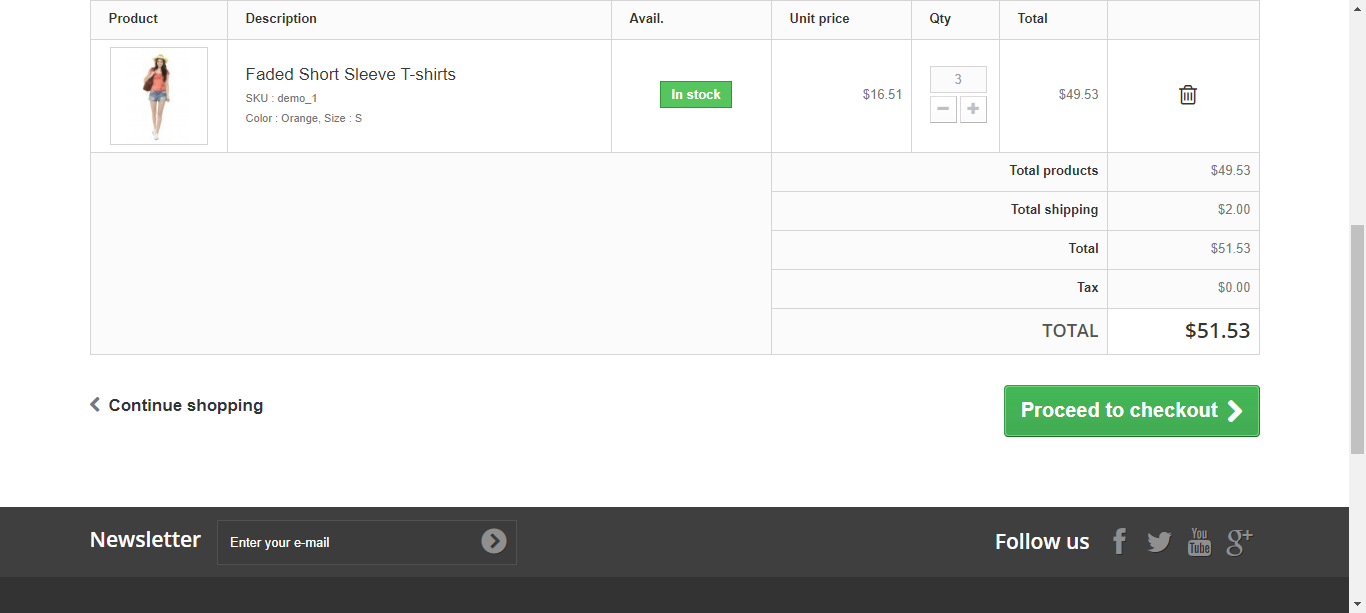 Product Description Avail. Unit price Qty Total
Faded Short Sleeve T-shirts
SKU : demo_1
Color : Orange, Size : S
In stock
$16.51
3
$49.53
Total products $49.53
Total shipping $2.00
Total $51.53
Tax $0.00
TOTAL $51.53
Continue shopping
Proceed to checkout
Newsletter
Enter your e-mail
Follow us
You
Tube
g+